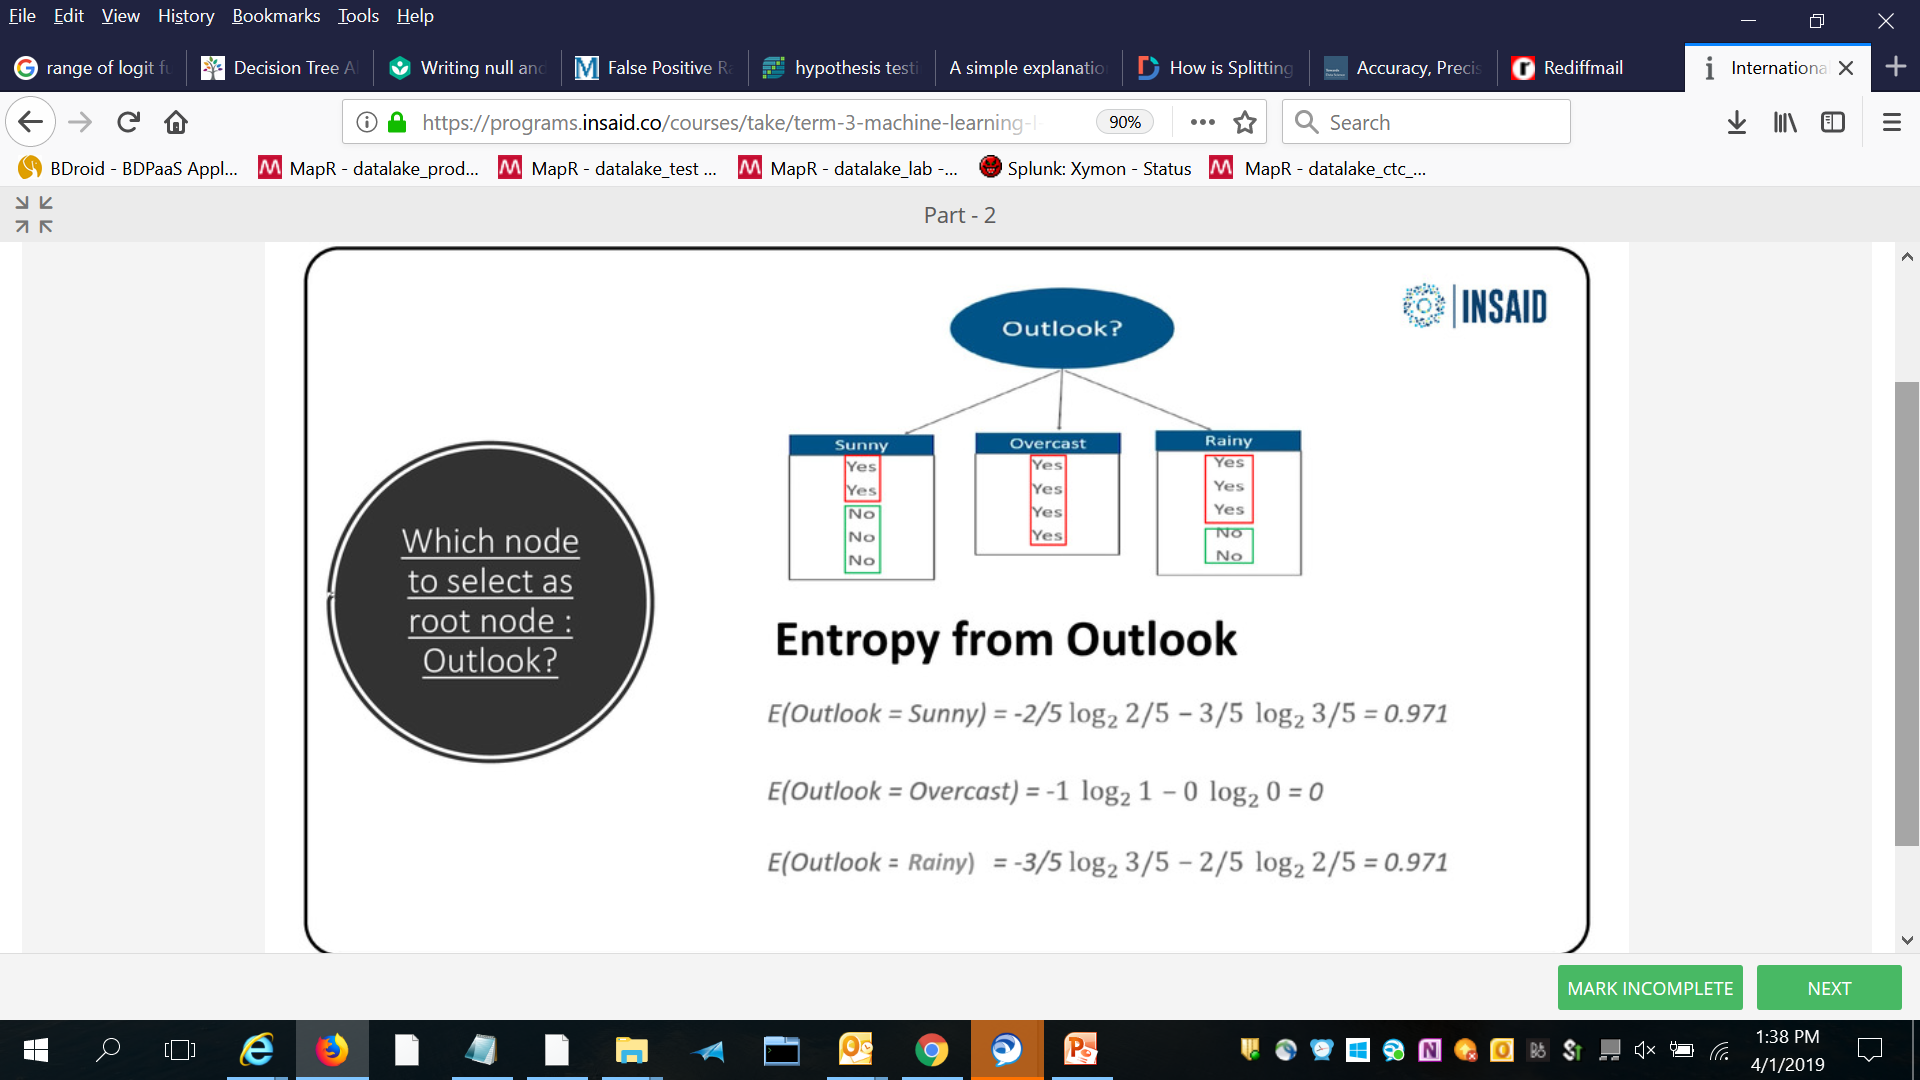 File Edit View History Bookmarks Tools Help
range of logit fu
Decision Tree Al
Writing null and
False Positive Ra
hypothesis testi
A simple explanatio
How is Splitting
Accuracy, Precis
Rediffmail
Internationa
https://programs.insaid.co/courses/take/term-3-machine-learning-l
90%
Search
BDroid - BDPaaS Appl...
MapR - datalake_prod...
MapR - datalake_test ...
MapR - datalake_lab -...
Splunk: Xymon - Status
MapR - datalake_ctc_...
Part - 2
INSAID
Outlook?
Sunny
Yes
Yes
No
No
No
Overcast
Yes
Yes
Yes
Yes
Rainy
Yes
Yes
Yes
No
No
Which node
to select as
root node :
Outlook?
Entropy from Outlook
E(Outlook = Sunny) = -2/5 log₂ 2/5 – 3/5 log₂ 3/5 = 0.971
E(Outlook = Overcast) = -1 log₂ 1 – 0 log₂ 0 = 0
E(Outlook = Rainy) = -3/5 log₂ 3/5 – 2/5 log₂ 2/5 = 0.971
MARK INCOMPLETE
NEXT
1:38 PM
4/1/2019